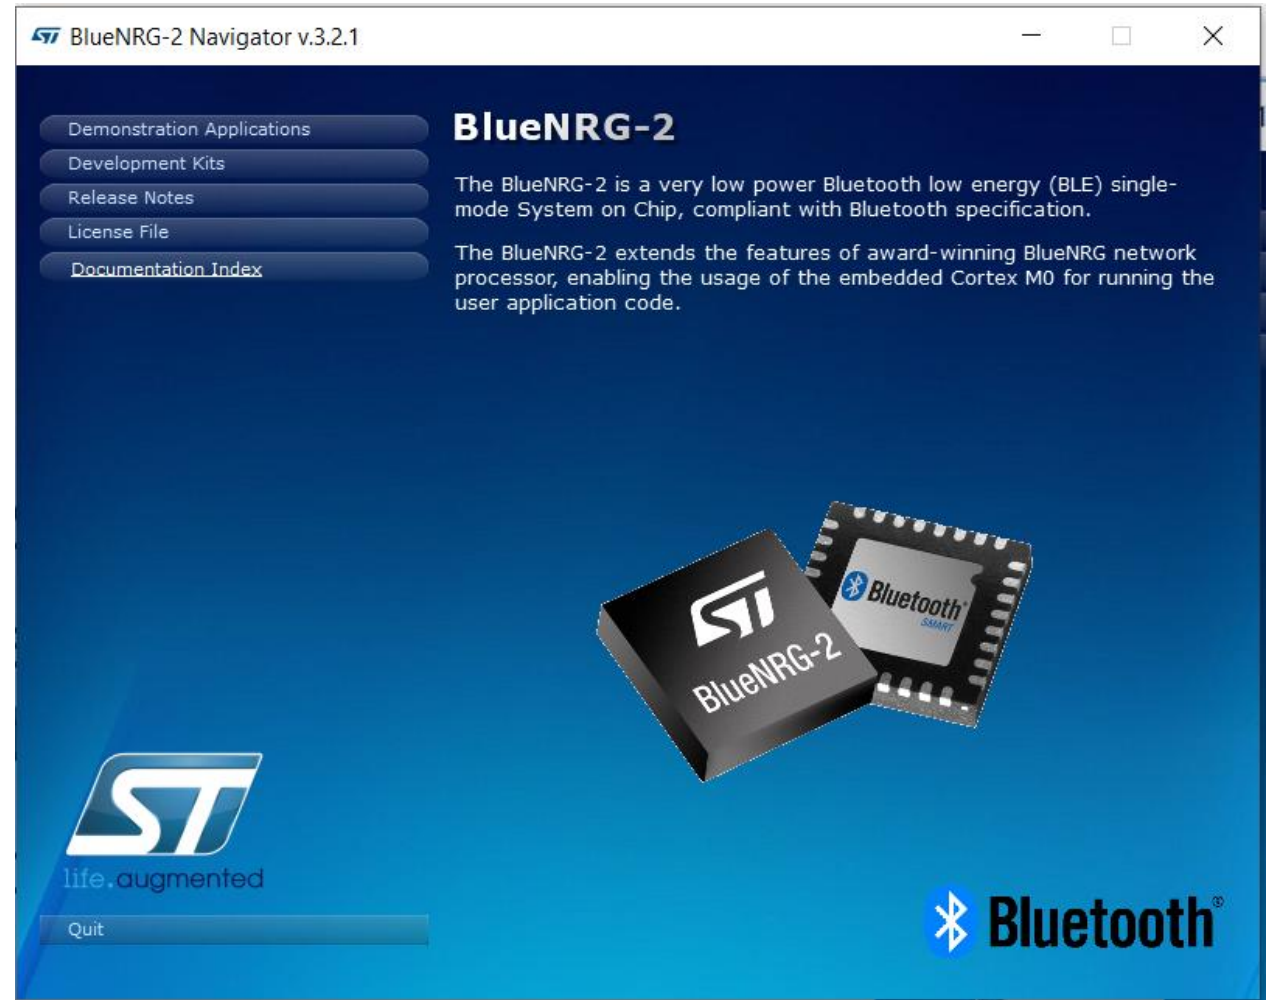 BlueNRG-2 Navigator v.3.2.1
Demonstration Applications
Development Kits
Release Notes
License File
Documentation Index
BlueNRG-2
The BlueNRG-2 is a very low power Bluetooth low energy (BLE) single-
mode System on Chip, compliant with Bluetooth specification.
The BlueNRG-2 extends the features of award-winning BlueNRG network
processor, enabling the usage of the embedded Cortex M0 for running the
user application code.
ST
BlueNRG-2
Bluetooth®
SMART
ST
life.augmented
Quit
Bluetooth®